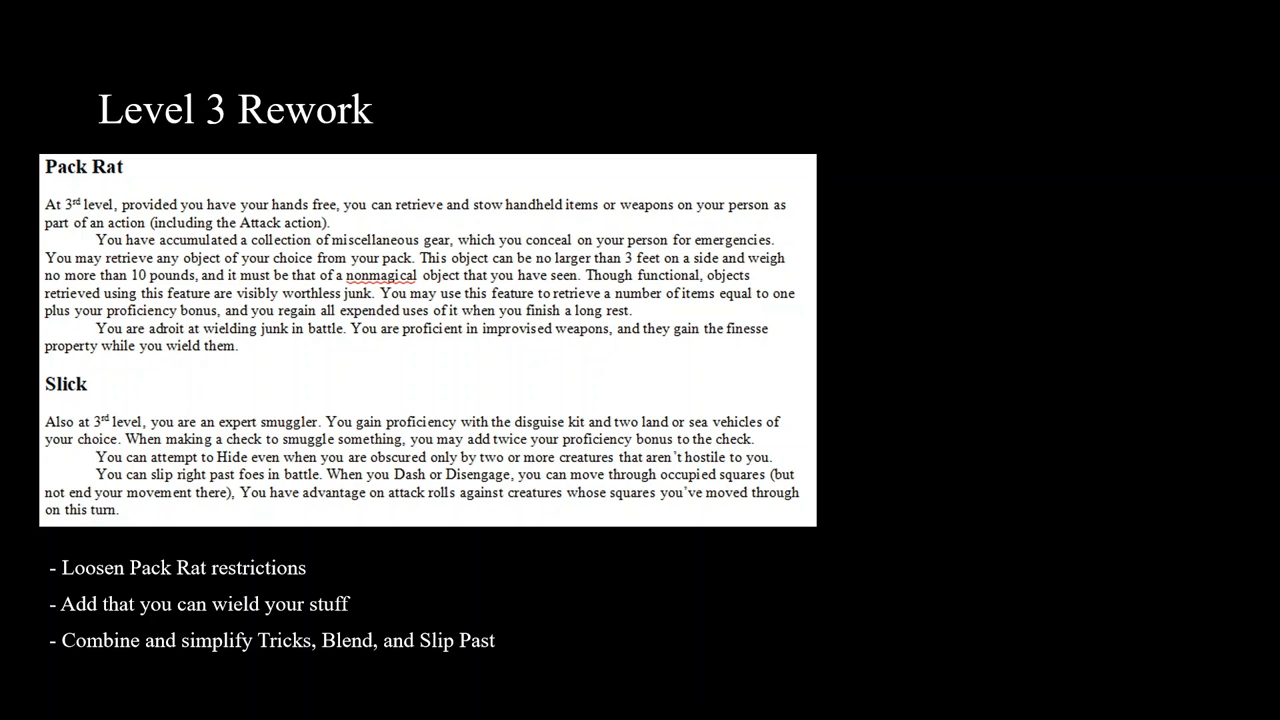 Level 3 Rework
Pack Rat
At 3rd level, provided you have your hands free, you can retrieve and stow handheld items or weapons on your person as
part of an action (including the Attack action).
You have accumulated a collection of miscellaneous gear, which you conceal on your person for emergencies.
You may retrieve any object of your choice from your pack. This object can be no larger than 3 feet on a side and weigh
no more than 10 pounds, and it must be that of a nonmagical object that you have seen. Though functional, objects
retrieved using this feature are visibly worthless junk. You may use this feature to retrieve a number of items equal to one
plus your proficiency bonus, and you regain all expended uses of it when you finish a long rest.
You are adroit at wielding junk in battle. You are proficient in improvised weapons, and they gain the finesse
property while you wield them.
Slick
Also at 3rd level, you are an expert smuggler. You gain proficiency with the disguise kit and two land or sea vehicles of
your choice. When making a check to smuggle something, you may add twice your proficiency bonus to the check.
You can attempt to Hide even when you are obscured only by two or more creatures that aren't hostile to you.
You can slip right past foes in battle. When you Dash or Disengage, you can move through occupied squares (but
not end your movement there), You have advantage on attack rolls against creatures whose squares you've moved through
on this turn.
- Loosen Pack Rat restrictions
- Add that you can wield your stuff
- Combine and simplify Tricks, Blend, and Slip Past